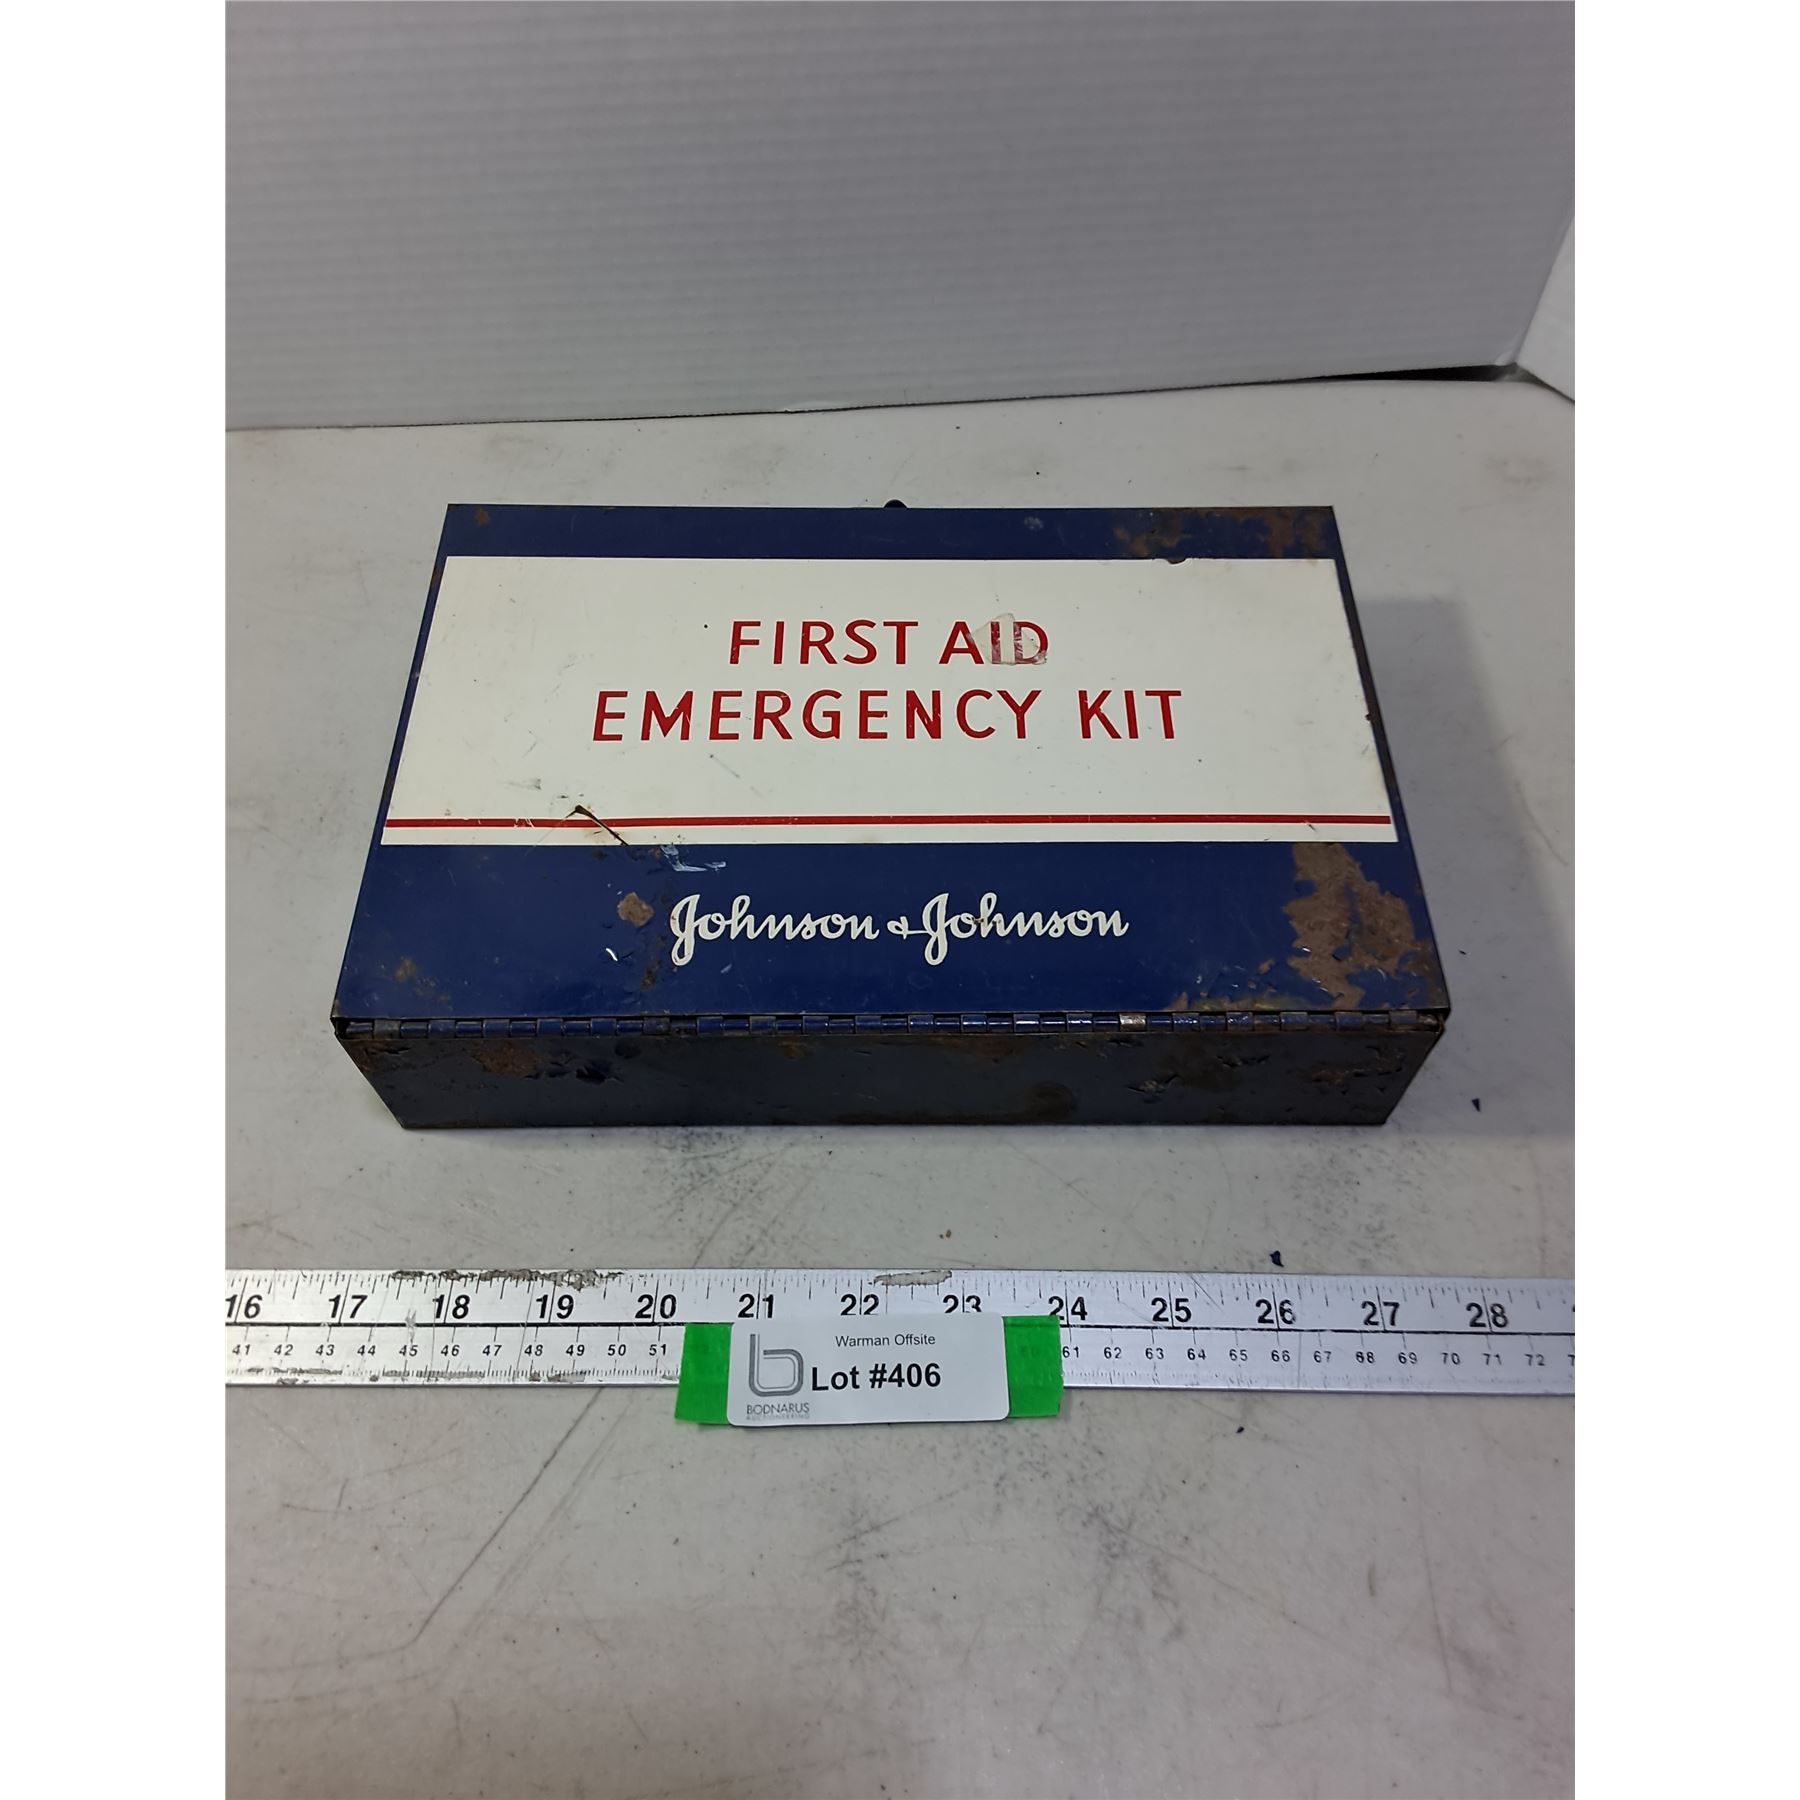 FIRST AID
EMERGENCY KIT
Johnson & Johnson
16 17 18 19 20 21 22 23 24 25 26 27 28
41 42 43 44 45 46 47 48 49 50 51 61 62 63 64 65 66 67 68 69 70 71 72
Warman Offsite
Lot #406
BODNARUS
AUCTIONEERING